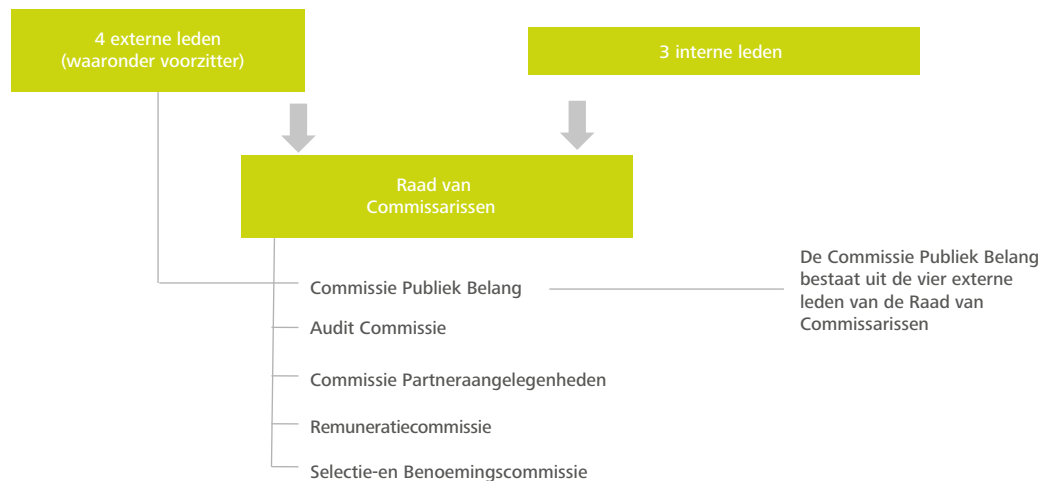 4 externe leden
(waaronder voorzitter)
3 interne leden
Raad van
Commissarissen
Commissie Publiek Belang
De Commissie Publiek Belang
bestaat uit de vier externe
leden van de Raad van
Commissarissen
Audit Commissie
Commissie Partneraangelegenheden
Remuneratiecommissie
Selectie-en Benoemingscommissie